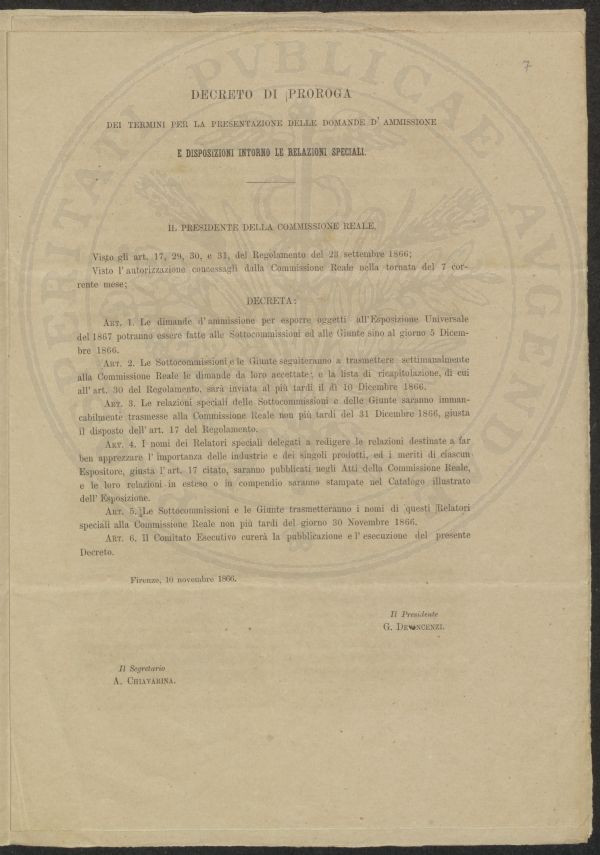 7
DECRETO DI PROROGA
DEI TERMINI PER LA PRESENTAZIONE DELLE DOMANDE D' AMMISSIONE
E DISPOSIZIONI INTORNO LE RELAZIONI SPECIALI.
IL PRESIDENTE DELLA COMMISSIONE REALE,
Visto gli art. 17, 29, 30, e 31, del Regolamento del 23 settembre 1866;
Visto l'autorizzazione concessagli dalla Commissione Reale nella tornata del 7 cor-
rente mese;
DECRETA:
ART. 1. Le dimande d'ammissione per esporre oggetti all'Esposizione Universale
del 1867 potranno essere fatte alle Sottocommissioni ed alle Giunte sino al giorno 5 Dicem-
bre 1866.
ART. 2. Le Sottocommissioni e le Giunte seguiteranno a trasmettere settimanalmente
alla Commissione Reale le dimande da loro accettate; e la lista di ricapitolazione, di cui
all'art. 30 del Regolamento, sarà inviata al più tardi il dì 10 Dicembre 1866.
ART. 3. Le relazioni speciali delle Sottocommissioni e delle Giunte saranno imman-
cabilmente trasmesse alla Commissione Reale non più tardi del 31 Dicembre 1866, giusta
il disposto dell'art. 17 del Regolamento.
ART. 4. I nomi dei Relatori speciali delegati a redigere le relazioni destinate a far
ben apprezzare l'importanza delle industrie e dei singoli prodotti, ed i meriti di ciascun
Espositore, giusta l'art. 17 citato, saranno pubblicati negli Atti della Commissione Reale,
e le loro relazioni in esteso o in compendio saranno stampate nel Catalogo illustrato
dell'Esposizione.
ART. 5. Le Sottocommissioni e le Giunte trasmetteranno i nomi di questi Relatori
speciali alla Commissione Reale non più tardi del giorno 30 Novembre 1866.
ART. 6. Il Comitato Esecutivo curerà la pubblicazione e l'esecuzione del presente
Decreto.
Firenze, 10 novembre 1866.
Il Presidente
G. DEVINCENZI.
Il Segretario
A. CHIAVARINA.